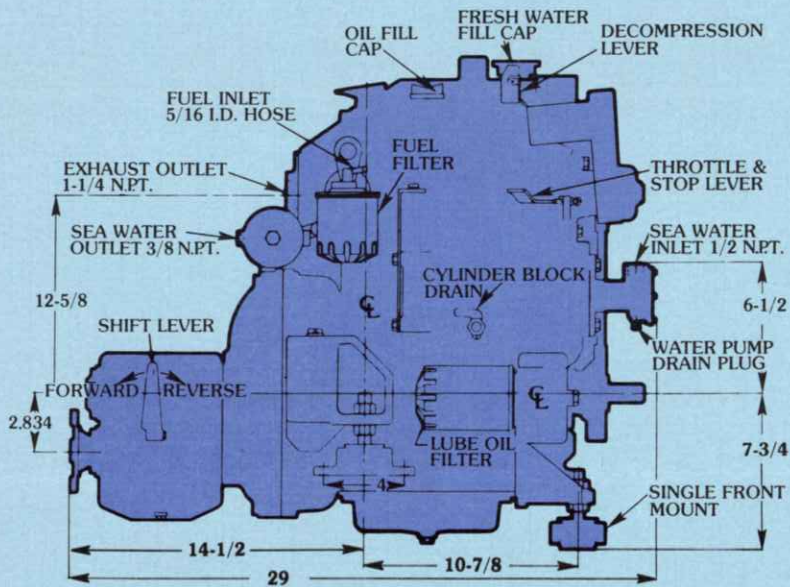 FRESH WATER
FILL CAP
OIL FILL
CAP
DECOMPRESSION
LEVER
FUEL INLET
5/16 I.D. HOSE
FUEL
FILTER
EXHAUST OUTLET
1-1/4 N.P.T.
THROTTLE &
STOP LEVER
SEA WATER
OUTLET 3/8 N.P.T.
SEA WATER
INLET 1/2 N.P.T.
CYLINDER BLOCK
DRAIN
12-5/8
6-1/2
CL
SHIFT LEVER
WATER PUMP
DRAIN PLUG
FORWARD
REVERSE
CL
2.834
LUBE OIL
FILTER
7-3/4
4
SINGLE FRONT
MOUNT
14-1/2
10-7/8
29